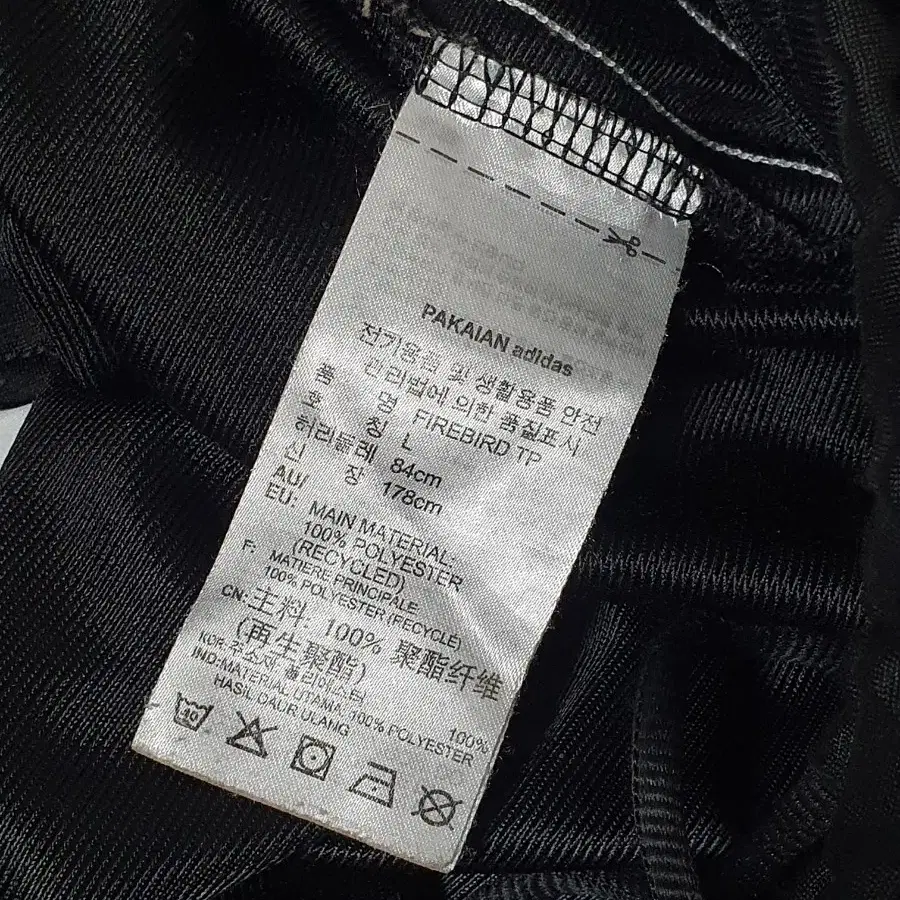 PAKAIAN adidas
전기용품 및 생활용품 안전
관리법에 의한 품질표시
품 명 FIREBIRD TP
호 칭 L
허리둘레 84cm
신 장 178cm
AU/
EU: MAIN MATERIAL:
100% POLYESTER
(RECYCLED)
F: MATIÈRE PRINCIPALE
100% POLYESTER (RECYCLÉ)
CN: 主料: 100% 聚酯纤维
(再生聚酯)
KOR: 주소재: 폴리에스터 100%
IND: MATERIAL UTAMA: 100% POLYESTER
HASIL DAUR ULANG
40